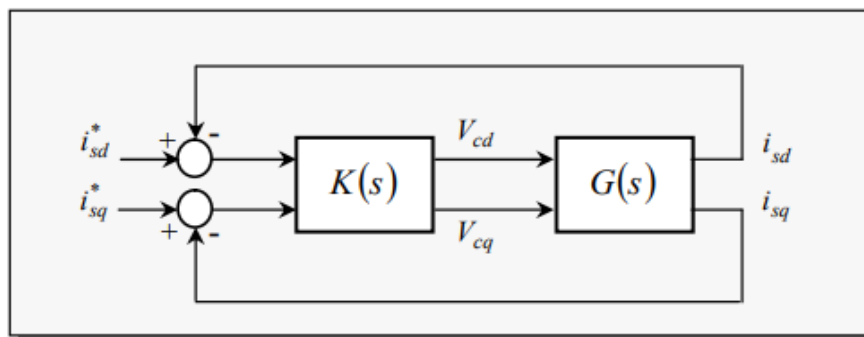 i*sd + - Vcd isd
K(s) G(s)
i*sq + - Vcq isq